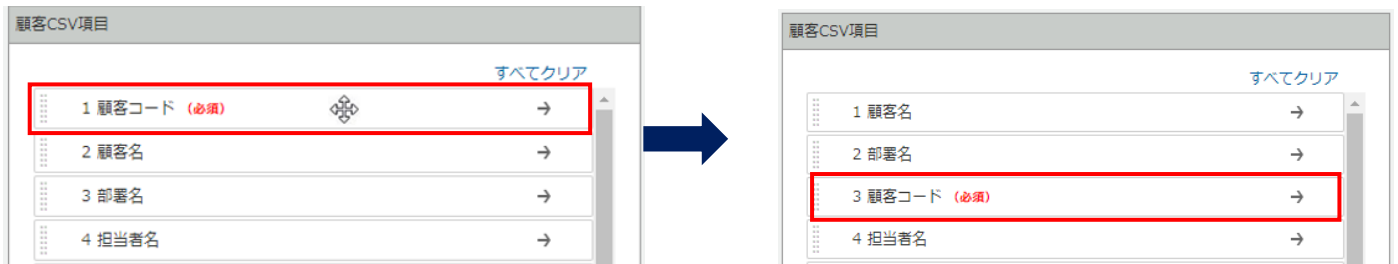 顧客CSV項目
すべてクリア
1 顧客コード (必須)
2 顧客名
3 部署名
4 担当者名
顧客CSV項目
すべてクリア
1 顧客名
2 部署名
3 顧客コード (必須)
4 担当者名